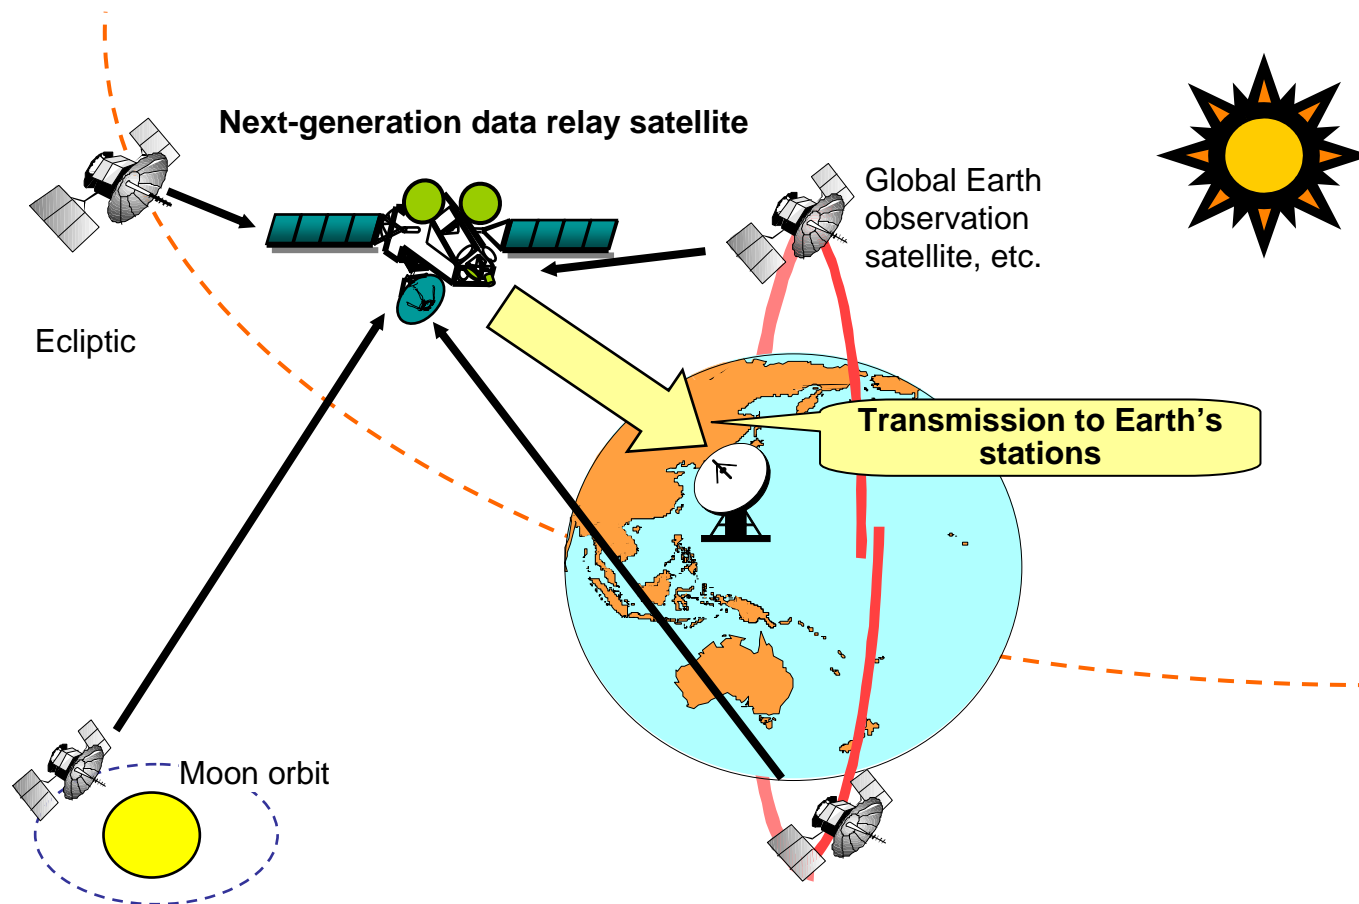 Next-generation data relay satellite
Global Earth
observation
satellite, etc.
Ecliptic
Transmission to Earth’s
stations
Moon orbit